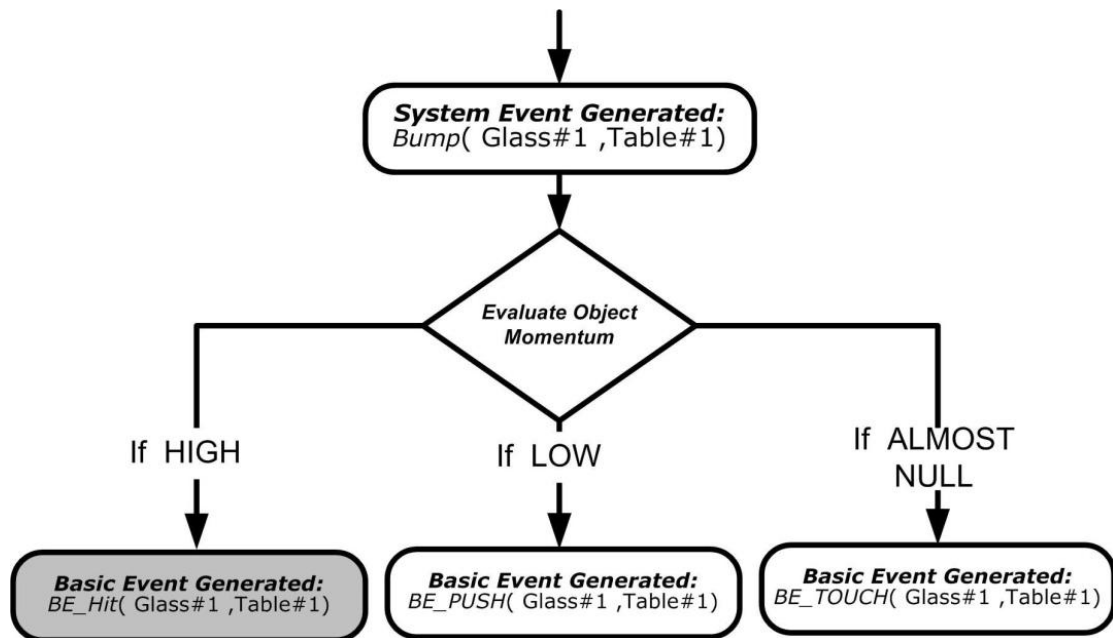 System Event Generated:
Bump( Glass#1 ,Table#1)
Evaluate Object
Momentum
If HIGH
If LOW
If ALMOST
NULL
Basic Event Generated:
BE_Hit( Glass#1 ,Table#1)
Basic Event Generated:
BE_PUSH( Glass#1 ,Table#1)
Basic Event Generated:
BE_TOUCH( Glass#1 ,Table#1)